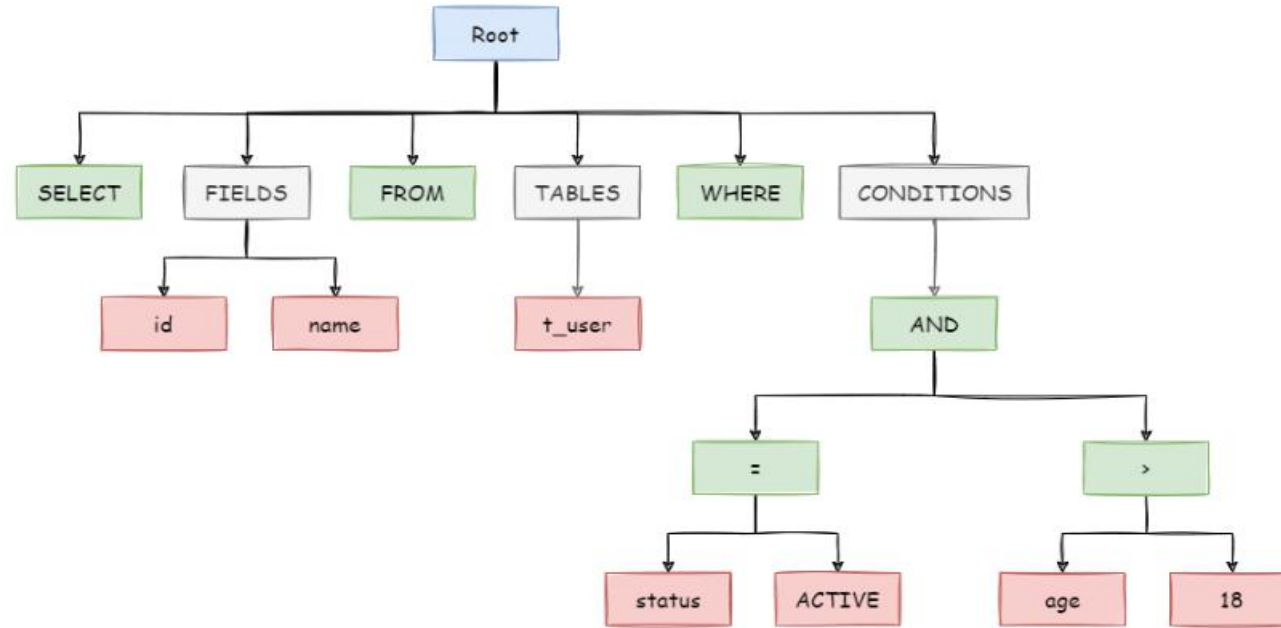 Root
SELECT
FIELDS
FROM
TABLES
WHERE
CONDITIONS
id
name
t_user
AND
=
>
status
ACTIVE
age
18